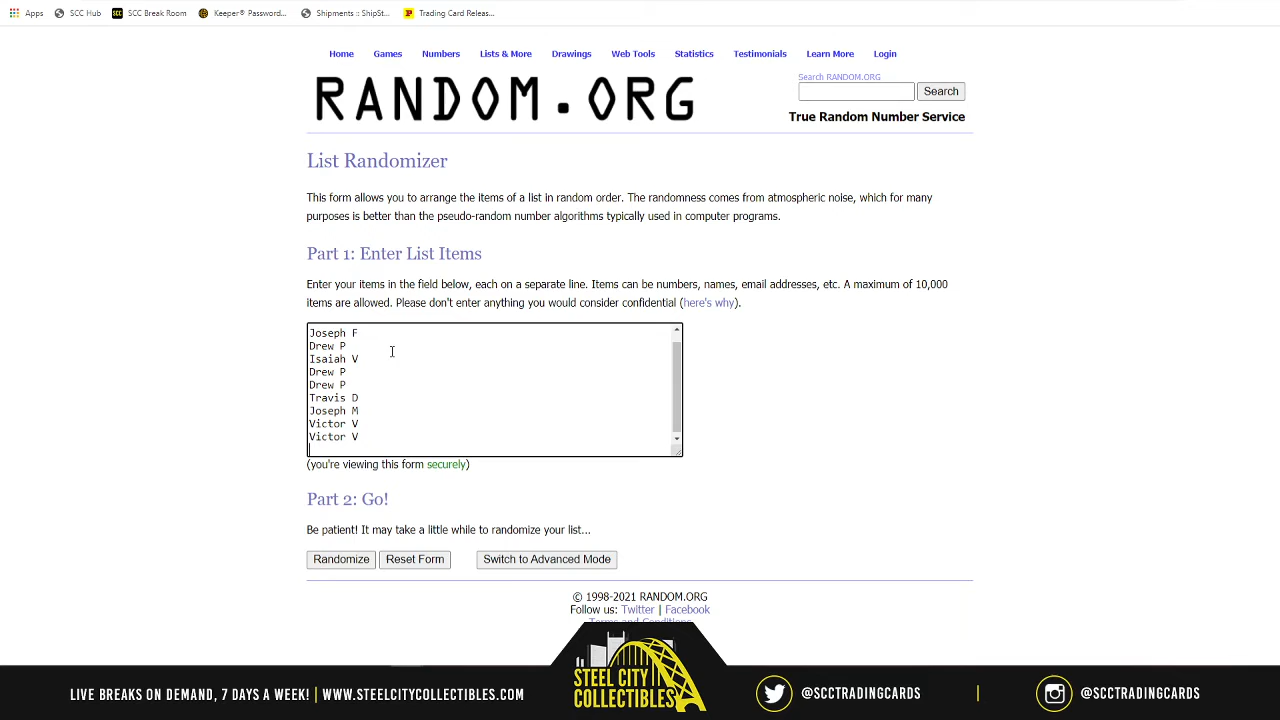 Apps SCC Hub SCC Break Room Keeper® Password... Shipments :: ShipSt... Trading Card Releas...
Home Games Numbers Lists & More Drawings Web Tools Statistics Testimonials Learn More Login
RANDOM.ORG
Search RANDOM.ORG
Search
True Random Number Service
List Randomizer
This form allows you to arrange the items of a list in random order. The randomness comes from atmospheric noise, which for many
purposes is better than the pseudo-random number algorithms typically used in computer programs.
Part 1: Enter List Items
Enter your items in the field below, each on a separate line. Items can be numbers, names, email addresses, etc. A maximum of 10,000
items are allowed. Please don't enter anything you would consider confidential (here's why).
Joseph F
Drew P
Isaiah V
Drew P
Drew P
Travis D
Joseph M
Victor V
Victor V
(you're viewing this form securely)
Part 2: Go!
Be patient! It may take a little while to randomize your list...
Randomize Reset Form Switch to Advanced Mode
© 1998-2021 RANDOM.ORG
Follow us: Twitter | Facebook
Terms and Conditions
STEEL CITY
COLLECTIBLES
LIVE BREAKS ON DEMAND, 7 DAYS A WEEK! | WWW.STEELCITYCOLLECTIBLES.COM
@SCCTRADINGCARDS | @SCCTRADINGCARDS